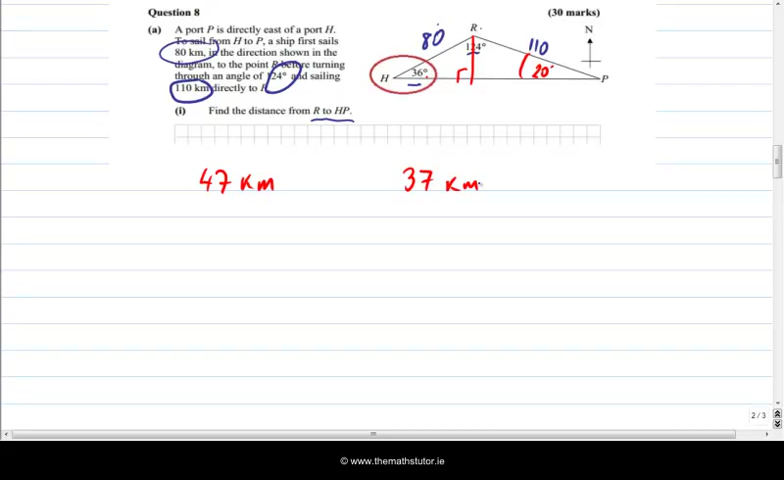 Question 8
(30 marks)
(a) A port P is directly east of a port H.
To sail from H to P, a ship first sails
80 km, in the direction shown in the
diagram, to the point R before turning
through an angle of 124° and sailing
110 km directly to P.
(i) Find the distance from R to HP.
R
80
124°
110
N
H
36°
20°
P
47 km
37 km
2 / 3
© www.themathstutor.ie